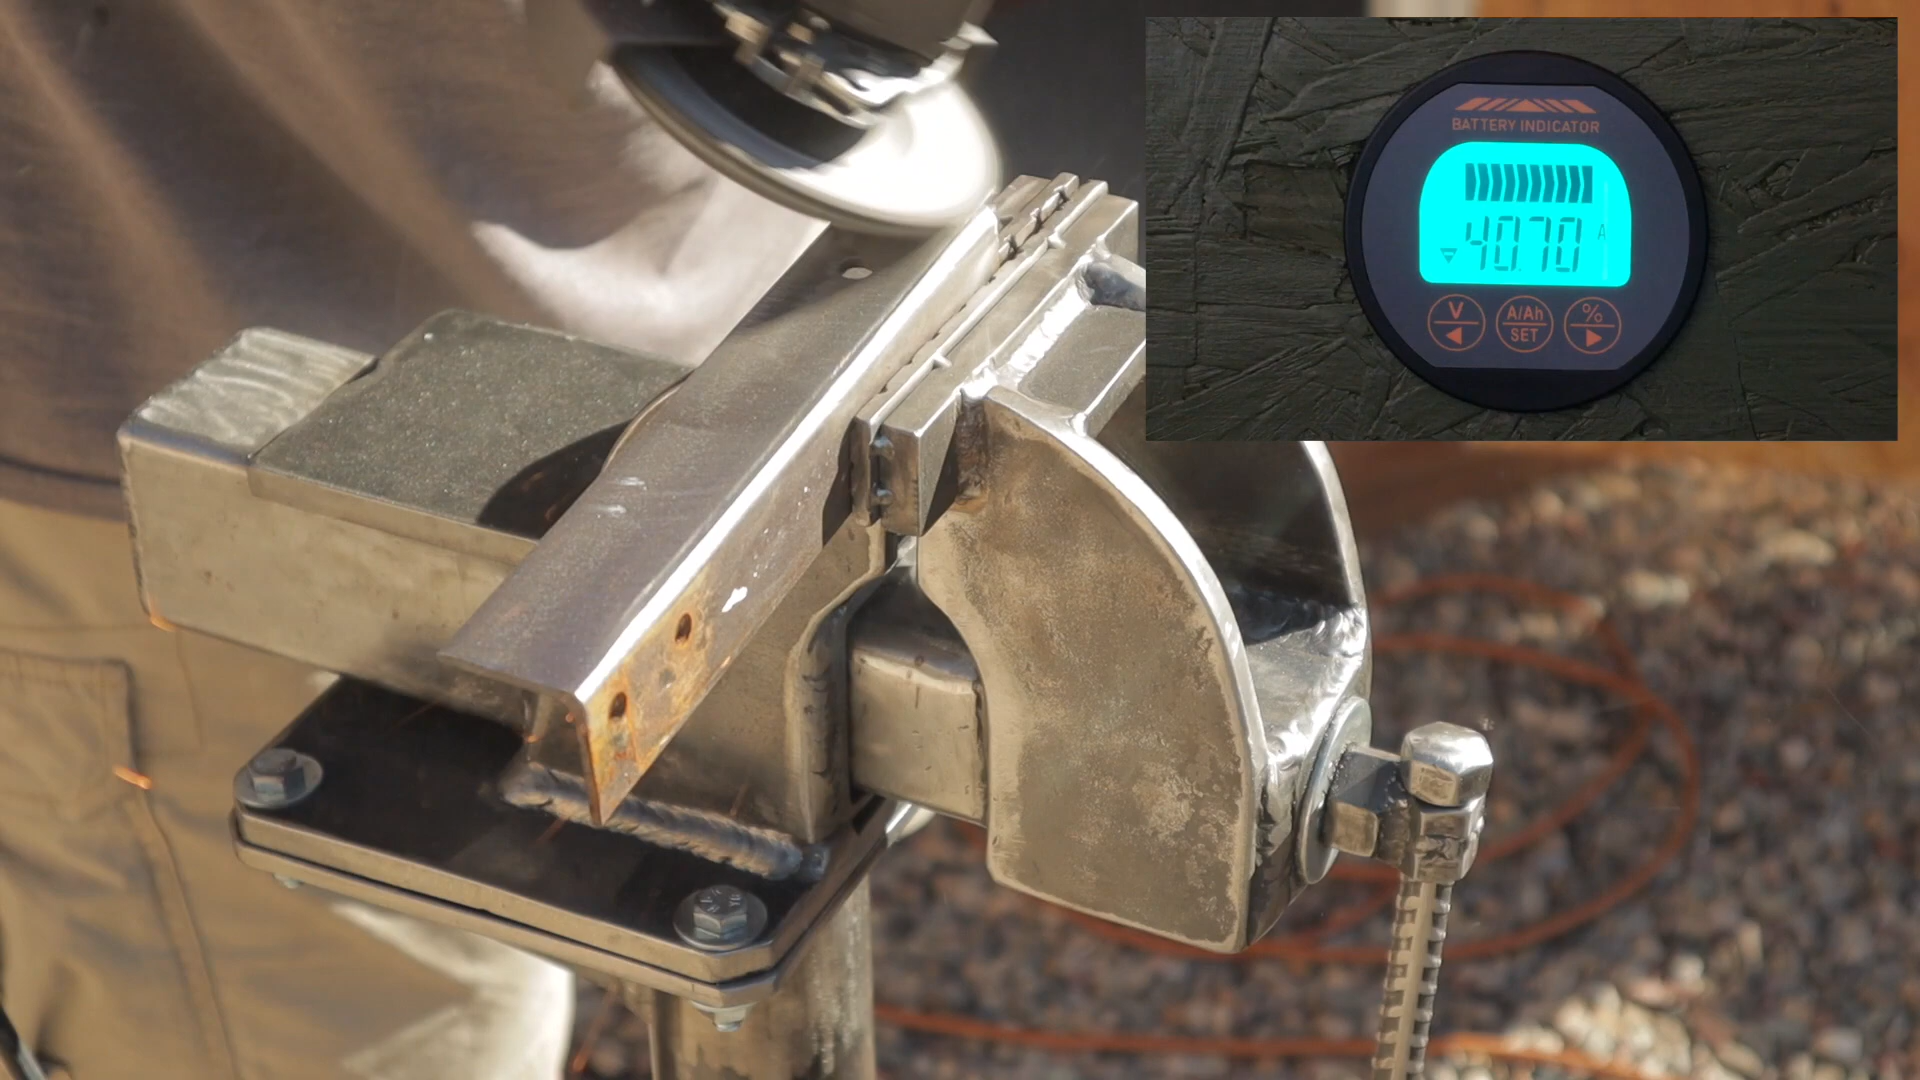 BATTERY INDICATOR
40.70 A
V A/Ah %
SET